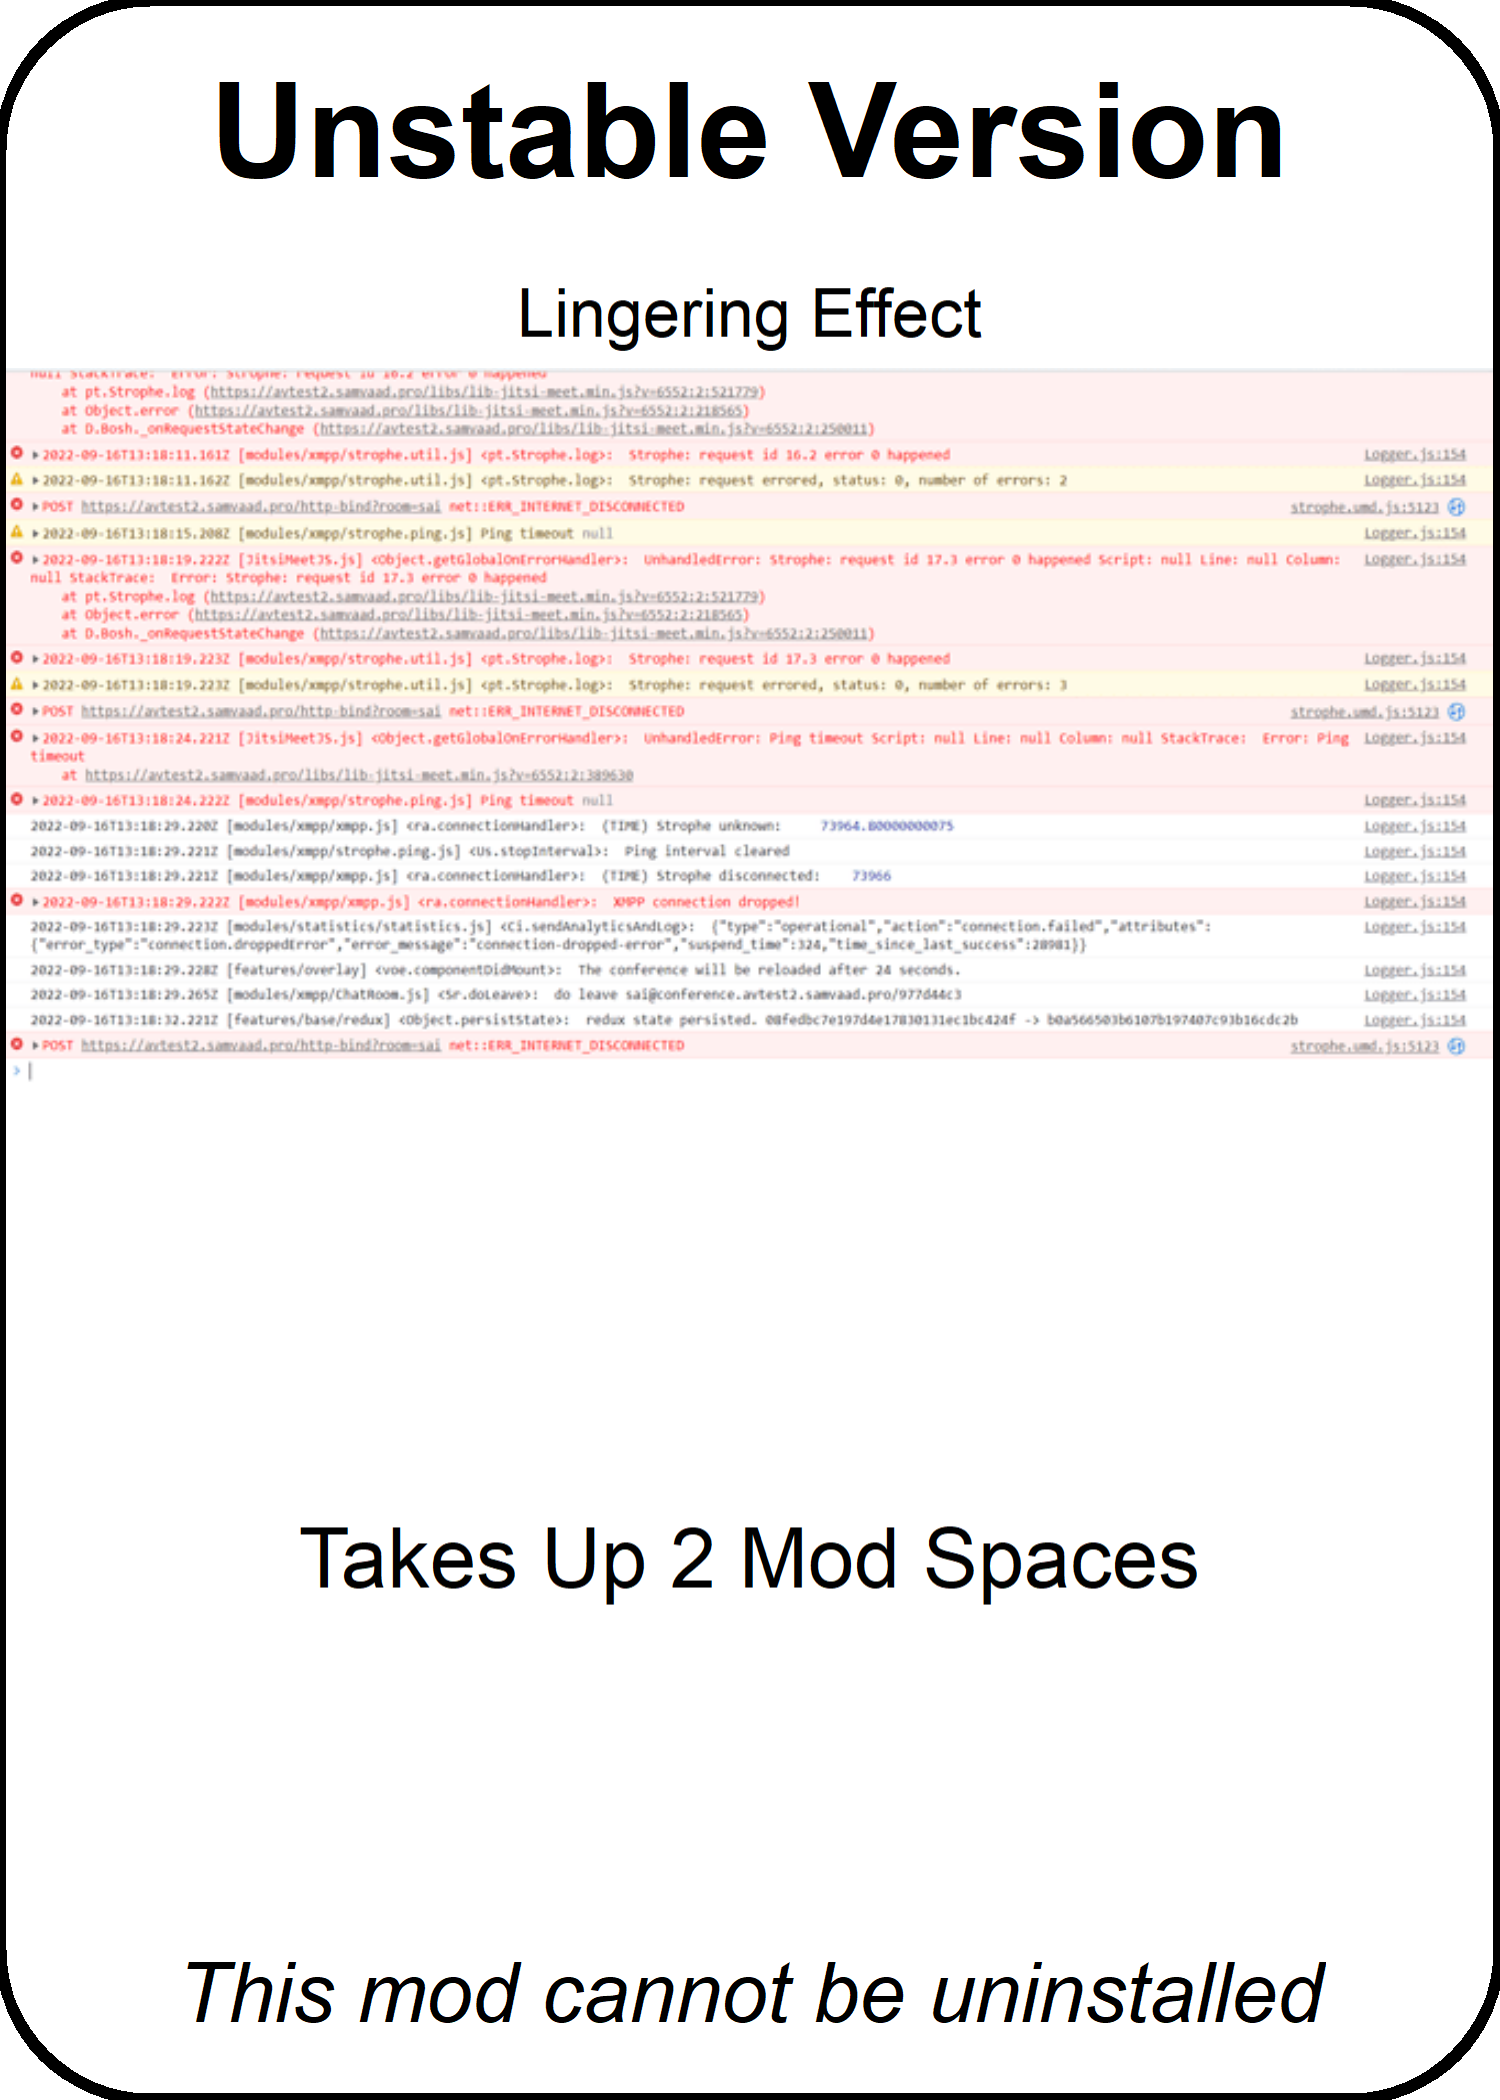 Unstable Version
Lingering Effect
null StackTrace:  Error: Strophe: request id 16.2 error 0 happened
at pt.Strophe.log (https://avtest2.samvaad.pro/libs/lib-jitsi-meet.min.js?v=6552:2:521779)
at Object.error (https://avtest2.samvaad.pro/libs/lib-jitsi-meet.min.js?v=6552:2:218565)
at D.Bosh._onRequestStateChange (https://avtest2.samvaad.pro/libs/lib-jitsi-meet.min.js?v=6552:2:250011)
2022-09-16T13:18:11.161Z [modules/xmpp/strophe.util.js] <pt.Strophe.log>:  Strophe: request id 16.2 error 0 happened Logger.js:154
2022-09-16T13:18:11.162Z [modules/xmpp/strophe.util.js] <pt.Strophe.log>:  Strophe: request errored, status: 0, number of errors: 2 Logger.js:154
POST https://avtest2.samvaad.pro/http-bind?room=sai net::ERR_INTERNET_DISCONNECTED strophe.umd.js:5123
2022-09-16T13:18:15.208Z [modules/xmpp/strophe.ping.js] Ping timeout null Logger.js:154
2022-09-16T13:18:19.222Z [JitsiMeetJS.js] <Object.getGlobalOnErrorHandler>:  UnhandledError: Strophe: request id 17.3 error 0 happened Script: null Line: null Column: Logger.js:154
null StackTrace:  Error: Strophe: request id 17.3 error 0 happened
at pt.Strophe.log (https://avtest2.samvaad.pro/libs/lib-jitsi-meet.min.js?v=6552:2:521779)
at Object.error (https://avtest2.samvaad.pro/libs/lib-jitsi-meet.min.js?v=6552:2:218565)
at D.Bosh._onRequestStateChange (https://avtest2.samvaad.pro/libs/lib-jitsi-meet.min.js?v=6552:2:250011)
2022-09-16T13:18:19.223Z [modules/xmpp/strophe.util.js] <pt.Strophe.log>:  Strophe: request id 17.3 error 0 happened Logger.js:154
2022-09-16T13:18:19.223Z [modules/xmpp/strophe.util.js] <pt.Strophe.log>:  Strophe: request errored, status: 0, number of errors: 3 Logger.js:154
POST https://avtest2.samvaad.pro/http-bind?room=sai net::ERR_INTERNET_DISCONNECTED strophe.umd.js:5123
2022-09-16T13:18:24.221Z [JitsiMeetJS.js] <Object.getGlobalOnErrorHandler>:  UnhandledError: Ping timeout Script: null Line: null Column: null StackTrace:  Error: Ping Logger.js:154
timeout
at https://avtest2.samvaad.pro/libs/lib-jitsi-meet.min.js?v=6552:2:389630
2022-09-16T13:18:24.222Z [modules/xmpp/strophe.ping.js] Ping timeout null Logger.js:154
2022-09-16T13:18:29.220Z [modules/xmpp/xmpp.js] <ra.connectionHandler>:  (TIME) Strophe unknown:  73964.80000000075 Logger.js:154
2022-09-16T13:18:29.221Z [modules/xmpp/strophe.ping.js] <Us.stopInterval>:  Ping interval cleared Logger.js:154
2022-09-16T13:18:29.221Z [modules/xmpp/xmpp.js] <ra.connectionHandler>:  (TIME) Strophe disconnected:  73966 Logger.js:154
2022-09-16T13:18:29.222Z [modules/xmpp/xmpp.js] <ra.connectionHandler>:  XMPP connection dropped! Logger.js:154
2022-09-16T13:18:29.223Z [modules/statistics/statistics.js] <Ci.sendAnalyticsAndLog>:  {"type":"operational","action":"connection.failed","attributes": Logger.js:154
{"error_type":"connection.droppedError","error_message":"connection-dropped-error","suspend_time":324,"time_since_last_success":28981}}
2022-09-16T13:18:29.228Z [features/overlay] <voe.componentDidMount>:  The conference will be reloaded after 24 seconds. Logger.js:154
2022-09-16T13:18:29.265Z [modules/xmpp/ChatRoom.js] <Sr.doLeave>:  do leave sai@conference.avtest2.samvaad.pro/977d44c3 Logger.js:154
2022-09-16T13:18:32.221Z [features/base/redux] <Object.persistState>:  redux state persisted. 08fedbc7e197d4e17830131ec1bc424f -> b0a566503b6107b197407c93b16cdc2b Logger.js:154
POST https://avtest2.samvaad.pro/http-bind?room=sai net::ERR_INTERNET_DISCONNECTED strophe.umd.js:5123
Takes Up 2 Mod Spaces
This mod cannot be uninstalled